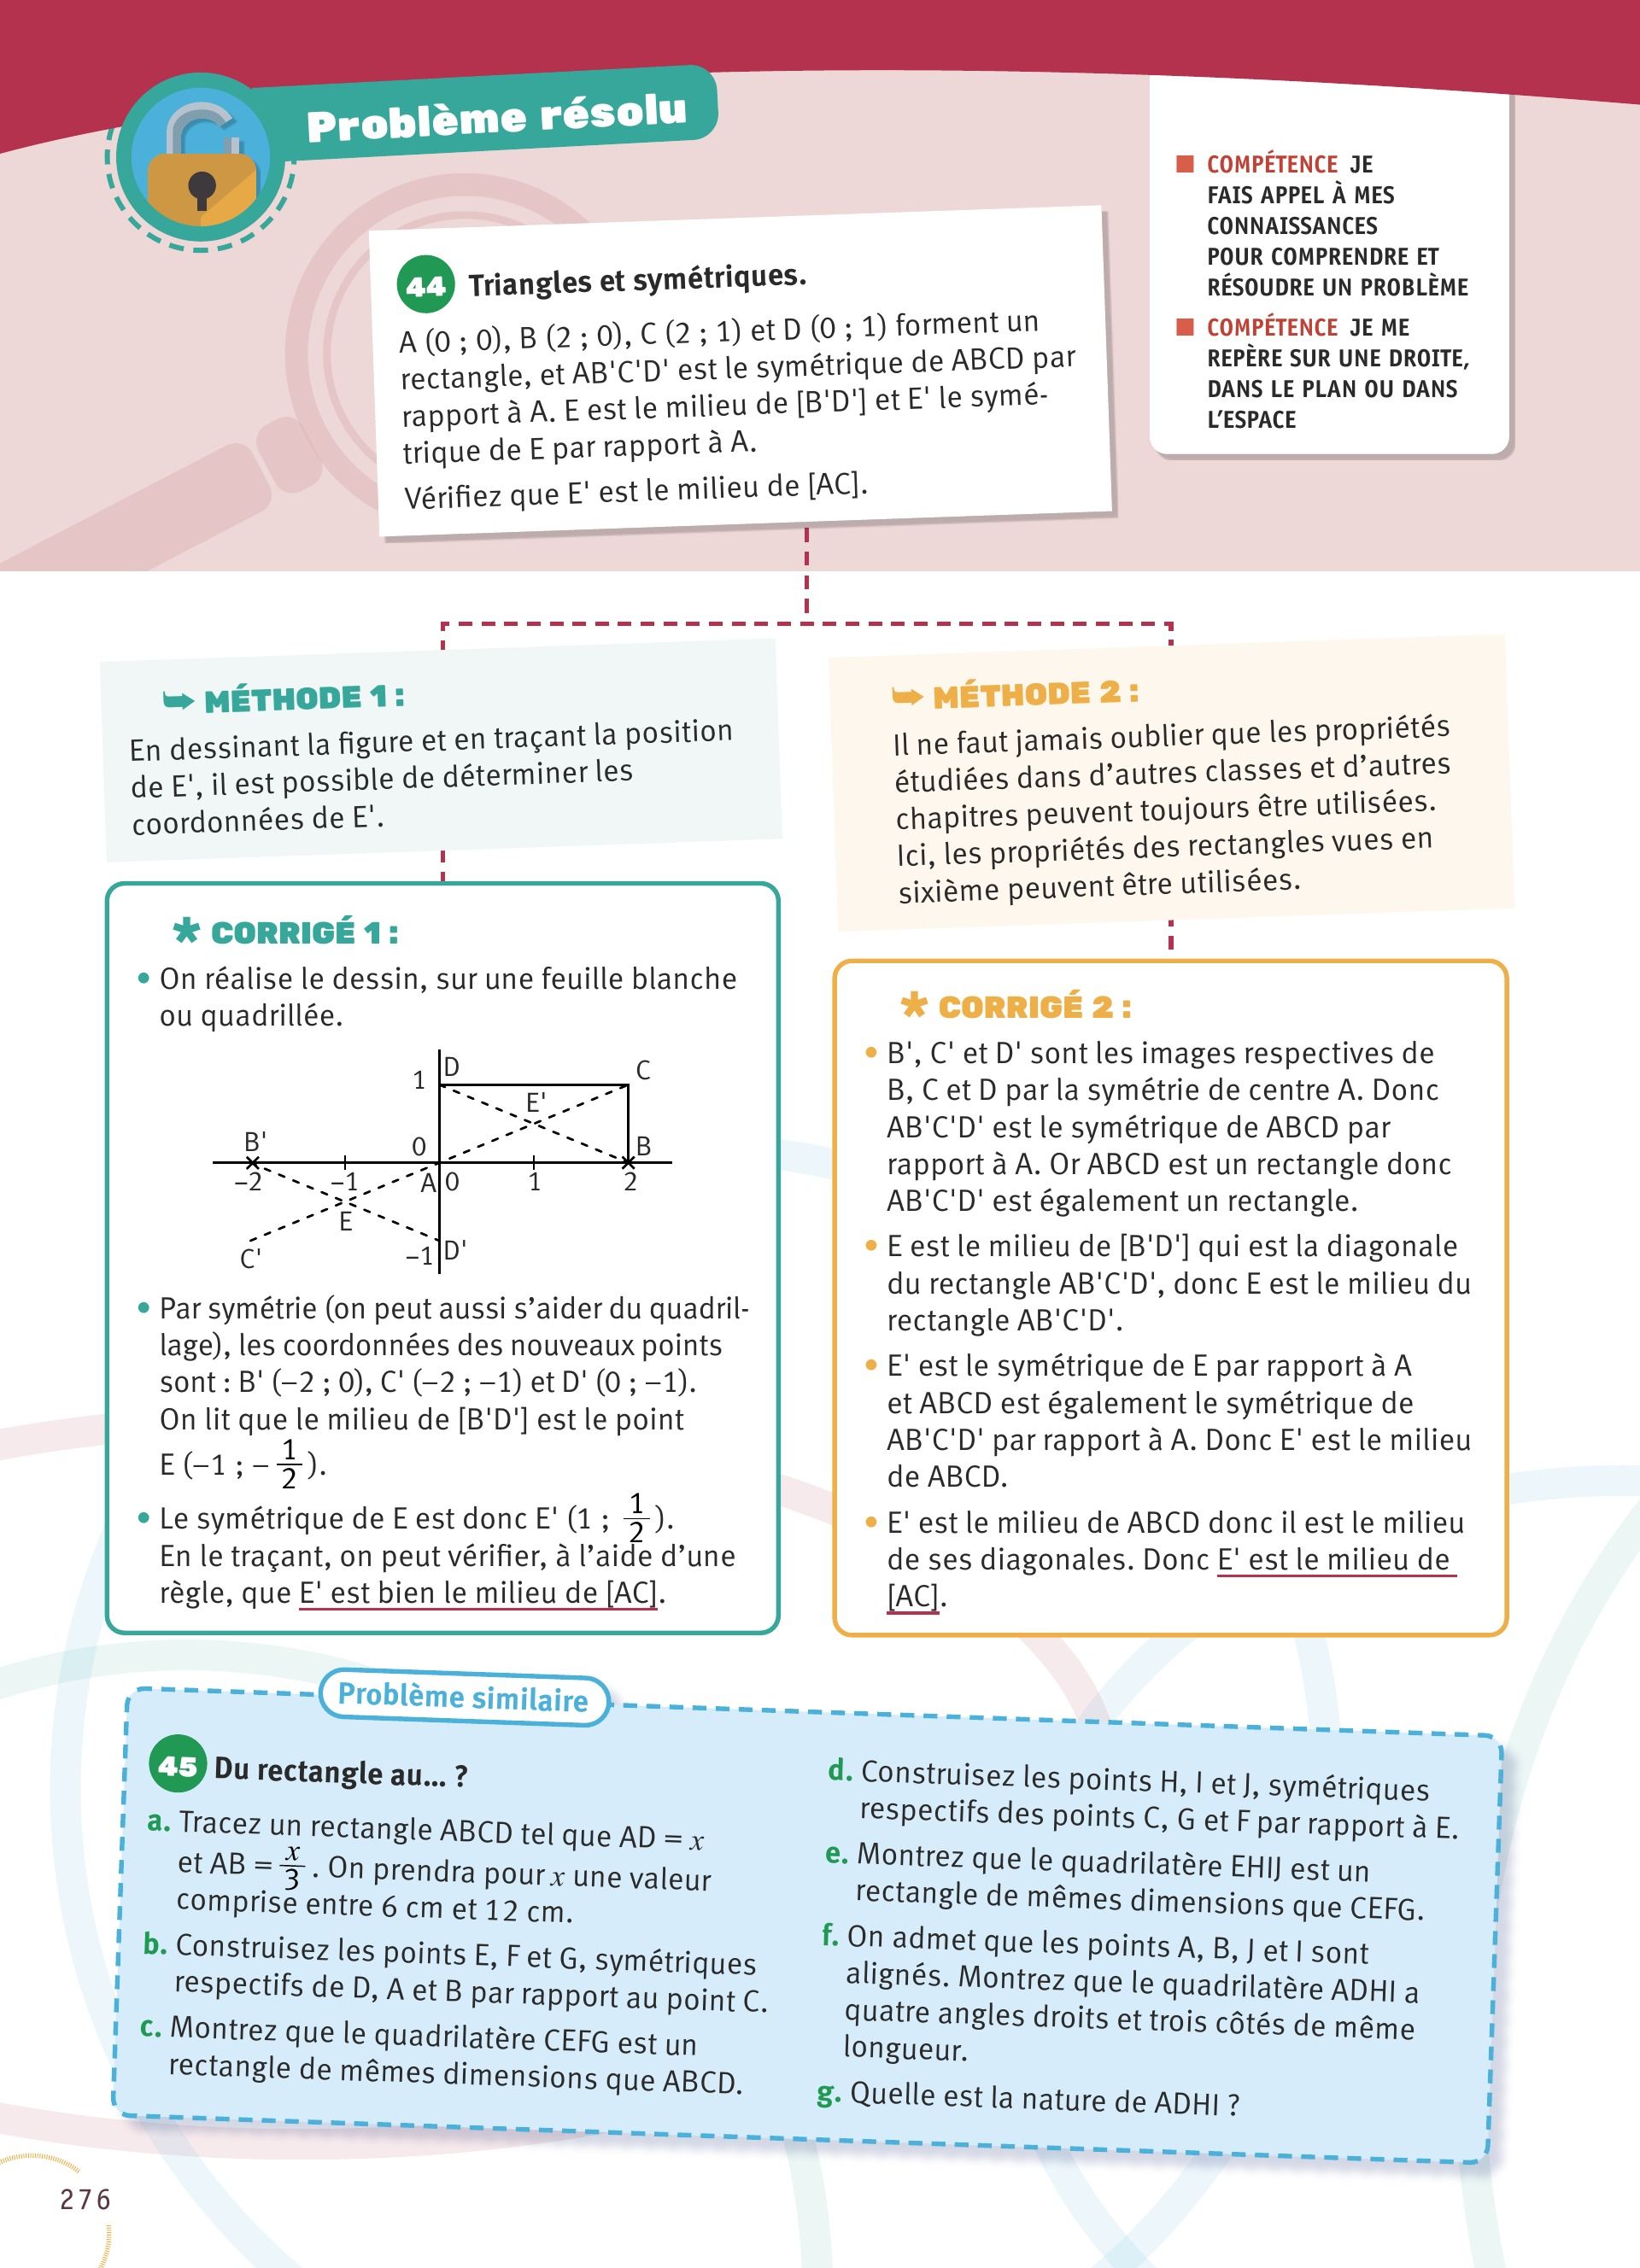 Problème résolu
■ COMPÉTENCE JE
FAIS APPEL À MES
CONNAISSANCES
POUR COMPRENDRE ET
RÉSOUDRE UN PROBLÈME
■ COMPÉTENCE JE ME
REPÈRE SUR UNE DROITE,
DANS LE PLAN OU DANS
L’ESPACE
44 Triangles et symétriques.
A (0 ; 0), B (2 ; 0), C (2 ; 1) et D (0 ; 1) forment un
rectangle, et AB'C'D' est le symétrique de ABCD par
rapport à A. E est le milieu de [B'D'] et E' le symé-
trique de E par rapport à A.
Vérifiez que E' est le milieu de [AC].
➥ MÉTHODE 1 :
En dessinant la figure et en traçant la position
de E', il est possible de déterminer les
coordonnées de E'.
* CORRIGÉ 1 :
• On réalise le dessin, sur une feuille blanche
ou quadrillée.
D
1
C
E'
B'
0
B
−2
−1
A
0
1
2
E
C'
−1
D'
• Par symétrie (on peut aussi s’aider du quadril-
lage), les coordonnées des nouveaux points
sont : B' (−2 ; 0), C' (−2 ; −1) et D' (0 ; −1).
On lit que le milieu de [B'D'] est le point
E (−1 ; − 1/2 ).
• Le symétrique de E est donc E' (1 ; 1/2 ).
En le traçant, on peut vérifier, à l’aide d’une
règle, que E' est bien le milieu de [AC].
➥ MÉTHODE 2 :
Il ne faut jamais oublier que les propriétés
étudiées dans d’autres classes et d’autres
chapitres peuvent toujours être utilisées.
Ici, les propriétés des rectangles vues en
sixième peuvent être utilisées.
* CORRIGÉ 2 :
• B', C' et D' sont les images respectives de
B, C et D par la symétrie de centre A. Donc
AB'C'D' est le symétrique de ABCD par
rapport à A. Or ABCD est un rectangle donc
AB'C'D' est également un rectangle.
• E est le milieu de [B'D'] qui est la diagonale
du rectangle AB'C'D', donc E est le milieu du
rectangle AB'C'D'.
• E' est le symétrique de E par rapport à A
et ABCD est également le symétrique de
AB'C'D' par rapport à A. Donc E' est le milieu
de ABCD.
• E' est le milieu de ABCD donc il est le milieu
de ses diagonales. Donc E' est le milieu de
[AC].
Problème similaire
45 Du rectangle au... ?
a. Tracez un rectangle ABCD tel que AD = x
et AB = x/3 . On prendra pour x une valeur
comprise entre 6 cm et 12 cm.
b. Construisez les points E, F et G, symétriques
respectifs de D, A et B par rapport au point C.
c. Montrez que le quadrilatère CEFG est un
rectangle de mêmes dimensions que ABCD.
d. Construisez les points H, I et J, symétriques
respectifs des points C, G et F par rapport à E.
e. Montrez que le quadrilatère EHIJ est un
rectangle de mêmes dimensions que CEFG.
f. On admet que les points A, B, J et I sont
alignés. Montrez que le quadrilatère ADHI a
quatre angles droits et trois côtés de même
longueur.
g. Quelle est la nature de ADHI ?
276